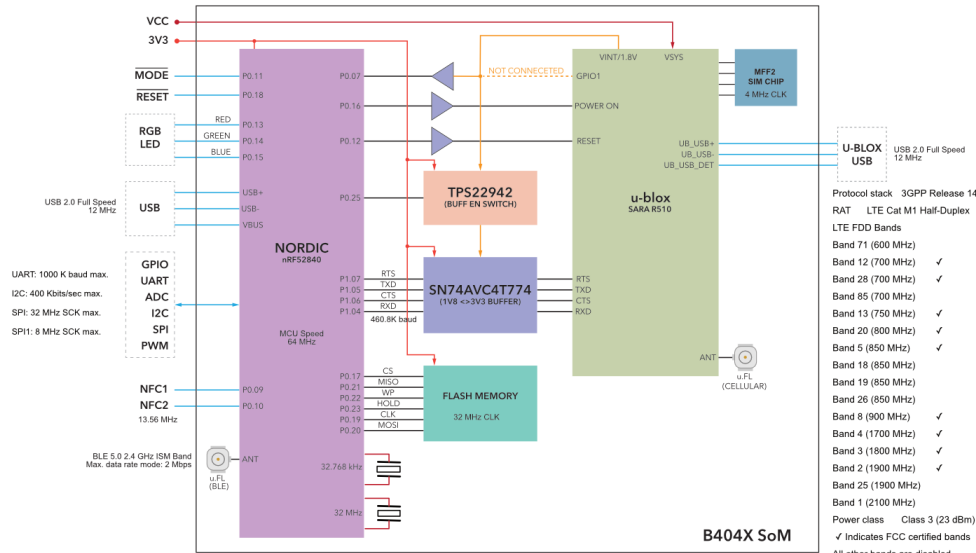 VCC
3V3
MODE
RESET
RGB
LED
RED
GREEN
BLUE
USB 2.0 Full Speed
12 MHz
USB
USB+
USB-
VBUS
UART: 1000 K baud max.
I2C: 400 Kbits/sec max.
SPI: 32 MHz SCK max.
SPI1: 8 MHz SCK max.
GPIO
UART
ADC
I2C
SPI
PWM
NFC1
NFC2
13.56 MHz
BLE 5.0 2.4 GHz ISM Band
Max. data rate mode: 2 Mbps
u.FL
(BLE)
P0.11
P0.18
P0.13
P0.14
P0.15
P0.09
P0.10
ANT
NORDIC
nRF52840
MCU Speed
64 MHz
P0.07
P0.16
P0.12
P0.25
P1.07
P1.05
P1.06
P1.04
P0.17
P0.21
P0.22
P0.23
P0.19
P0.20
32.768 kHz
32 MHz
RTS
TXD
CTS
RXD
460.8K baud
CS
MISO
WP
HOLD
CLK
MOSI
NOT CONNECETED
TPS22942
(BUFF EN SWITCH)
SN74AVC4T774
(1V8 <>3V3 BUFFER)
FLASH MEMORY
32 MHz CLK
VINT/1.8V
VSYS
GPIO1
POWER ON
RESET
u-blox
SARA R510
UB_USB+
UB_USB-
UB_USB_DET
RTS
TXD
CTS
RXD
ANT
u.FL
(CELLULAR)
MFF2
SIM CHIP
4 MHz CLK
U-BLOX
USB
USB 2.0 Full Speed
12 MHz
B404X SoM
Protocol stack 3GPP Release 14
RAT LTE Cat M1 Half-Duplex
LTE FDD Bands
Band 71 (600 MHz)
Band 12 (700 MHz) ✓
Band 28 (700 MHz) ✓
Band 85 (700 MHz)
Band 13 (750 MHz) ✓
Band 20 (800 MHz) ✓
Band 5 (850 MHz) ✓
Band 18 (850 MHz)
Band 19 (850 MHz)
Band 26 (850 MHz)
Band 8 (900 MHz) ✓
Band 4 (1700 MHz) ✓
Band 3 (1800 MHz) ✓
Band 2 (1900 MHz) ✓
Band 25 (1900 MHz)
Band 1 (2100 MHz)
Power class Class 3 (23 dBm)
✓ Indicates FCC certified bands
All other bands are disabled